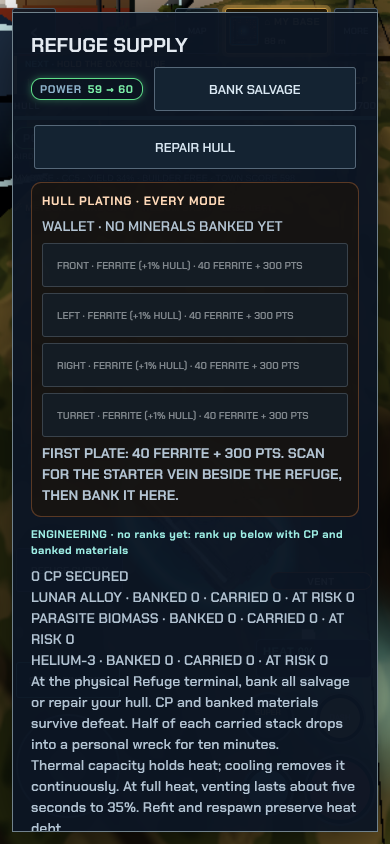 REFUGE SUPPLY
POWER 59 → 60
BANK SALVAGE
REPAIR HULL
HULL PLATING · EVERY MODE
WALLET · NO MINERALS BANKED YET
FRONT · FERRITE (+1% HULL) · 40 FERRITE + 300 PTS
LEFT · FERRITE (+1% HULL) · 40 FERRITE + 300 PTS
RIGHT · FERRITE (+1% HULL) · 40 FERRITE + 300 PTS
TURRET · FERRITE (+1% HULL) · 40 FERRITE + 300 PTS
FIRST PLATE: 40 FERRITE + 300 PTS. SCAN
FOR THE STARTER VEIN BESIDE THE REFUGE,
THEN BANK IT HERE.
ENGINEERING · no ranks yet: rank up below with CP and
banked materials
0 CP SECURED
LUNAR ALLOY · BANKED 0 · CARRIED 0 · AT RISK 0
PARASITE BIOMASS · BANKED 0 · CARRIED 0 · AT
RISK 0
HELIUM-3 · BANKED 0 · CARRIED 0 · AT RISK 0
At the physical Refuge terminal, bank all salvage
or repair your hull. CP and banked materials
survive defeat. Half of each carried stack drops
into a personal wreck for ten minutes.
Thermal capacity holds heat; cooling removes it
continuously. At full heat, venting lasts about five
seconds to 35%. Refit and respawn preserve heat
debt.